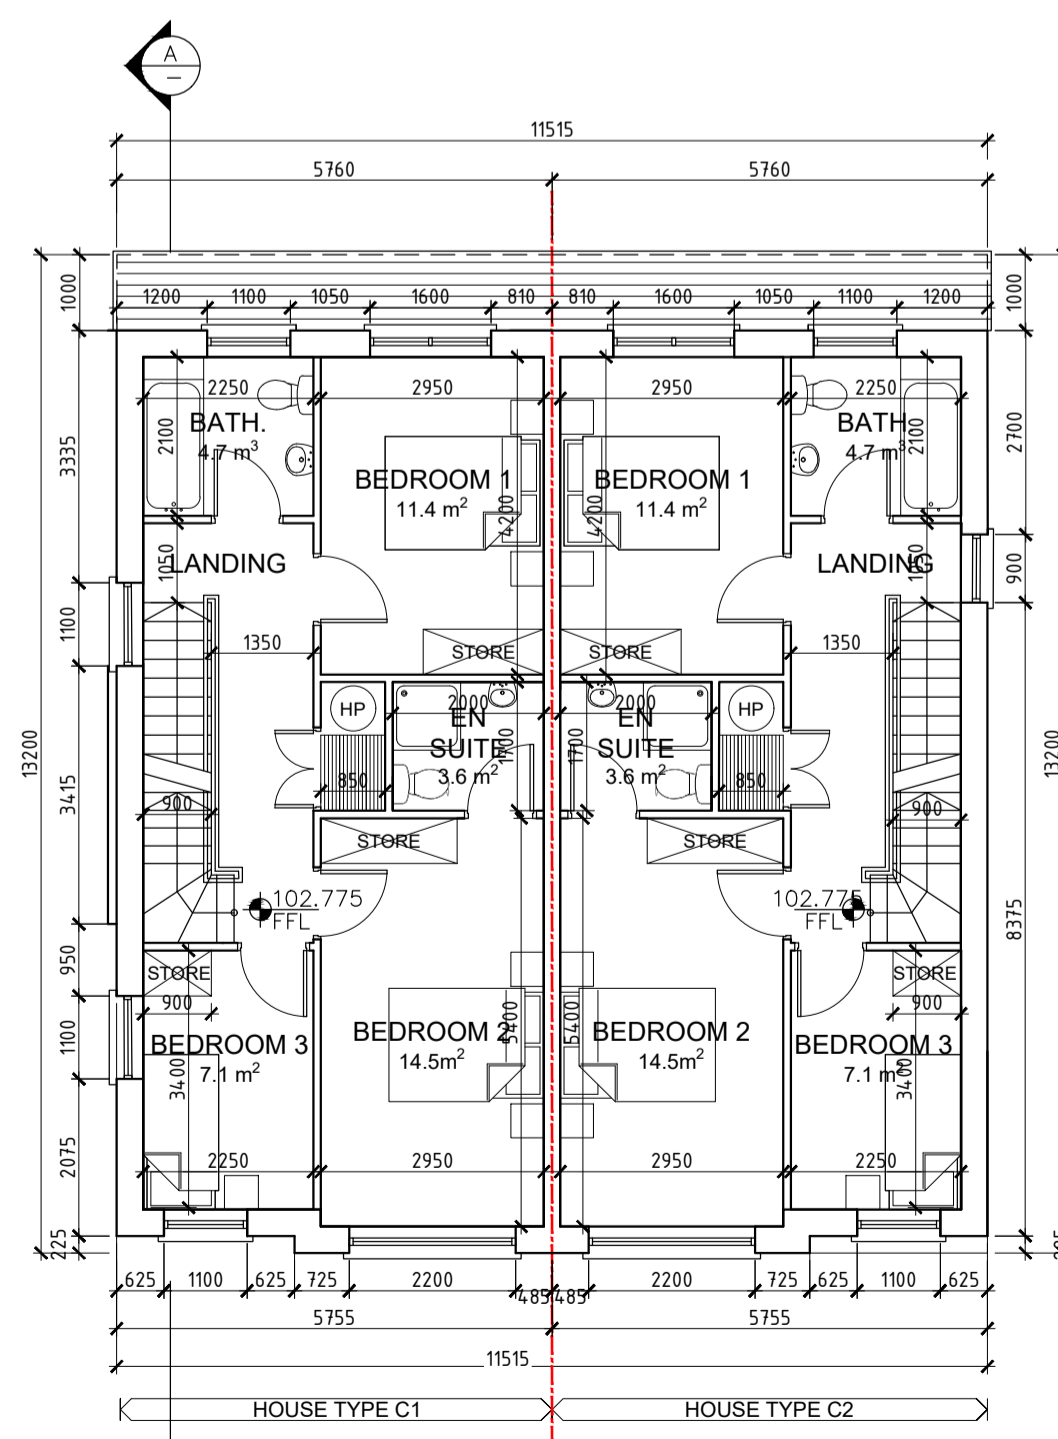 A
11515
5760 5760
1200 1100 1050 1600 810 810 1600 1050 1100 1200
1000 1000
2250 2950 2950 2250
BATH. BATH.
4.7 m³ 4.7 m³
2100 2100
3335 2700
BEDROOM 1 BEDROOM 1
11.4 m² 11.4 m²
4200 4200
LANDING LANDING
1050 1050
900
1100
1350 1350
STORE STORE
HP HP
2000 2000
EN EN
SUITE SUITE
3.6 m² 3.6 m²
1700 1700
13200 13200
850 850
3415
900 900
STORE STORE
102.775 102.775
FFL FFL
8375
950
STORE STORE
900 900
BEDROOM 2 BEDROOM 2
14.5m² 14.5m²
5400 5400
BEDROOM 3 BEDROOM 3
7.1 m² 7.1 m²
1100
3400 3400
2075
2250 2950 2950 2250
225
625 1100 625 725 2200 485 485 2200 725 625 1100 625
5755 5755
11515
HOUSE TYPE C1 HOUSE TYPE C2